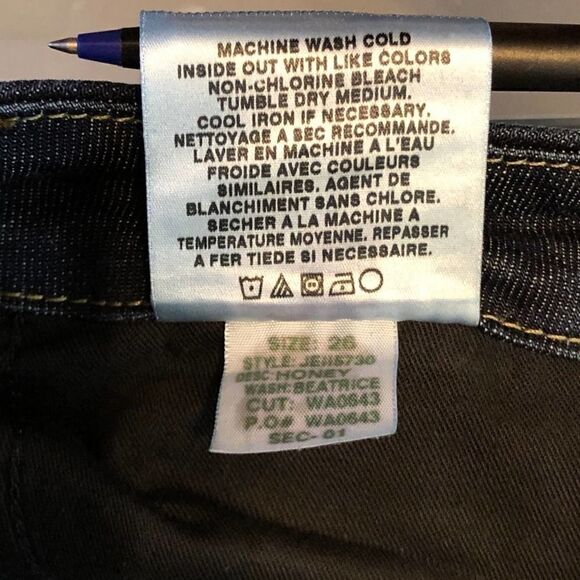 MACHINE WASH COLD
INSIDE OUT WITH LIKE COLORS
NON-CHLORINE BLEACH
TUMBLE DRY MEDIUM.
COOL IRON IF NECESSARY.
NETTOYAGE A SEC RECOMMANDE.
LAVER EN MACHINE A L'EAU
FROIDE AVEC COULEURS
SIMILAIRES. AGENT DE
BLANCHIMENT SANS CHLORE.
SECHER A LA MACHINE A
TEMPERATURE MOYENNE. REPASSER
A FER TIEDE SI NECESSAIRE.
SIZE: 26
STYLE:
DESC: HONEY
WASH: BEATRICE
CUT: WA0643
P.O# WA0643
SEC- 01